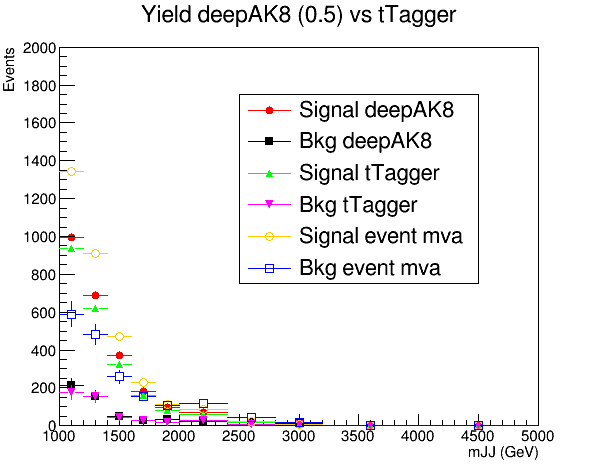 Yield deepAK8 (0.5) vs tTagger
Events
2000
1800
1600
1400
1200
1000
800
600
400
200
0
Signal deepAK8
Bkg deepAK8
Signal tTagger
Bkg tTagger
Signal event mva
Bkg event mva
1000 1500 2000 2500 3000 3500 4000 4500 5000
mJJ (GeV)